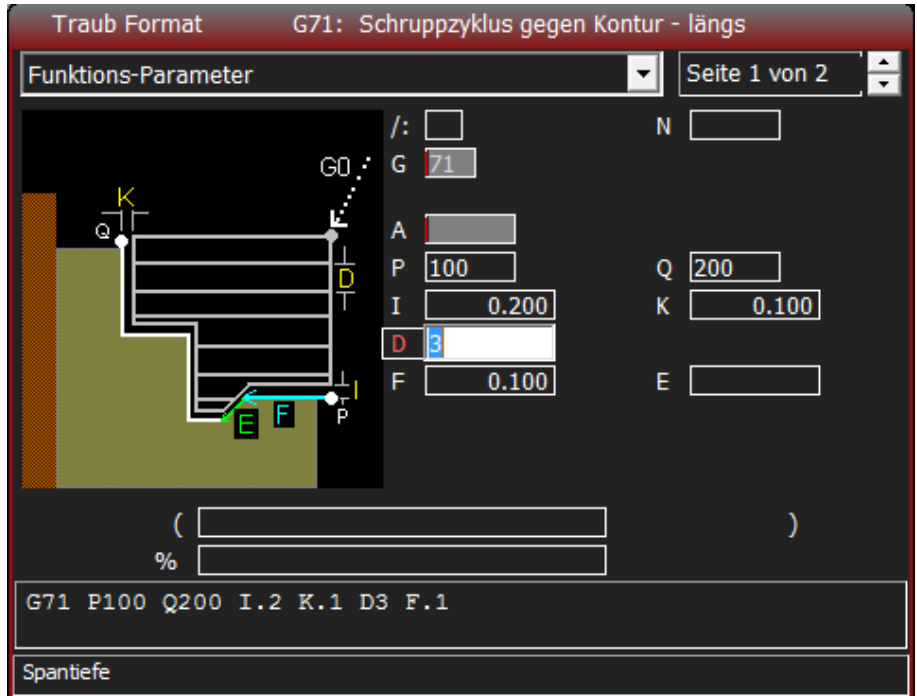 Traub Format G71: Schruppzyklus gegen Kontur - längs
Funktions-Parameter Seite 1 von 2
/: N
G 71
A
P 100 Q 200
I 0.200 K 0.100
D 3
F 0.100 E
K
Q
G0
D
I
E F P
( )
%
G71 P100 Q200 I.2 K.1 D3 F.1
Spantiefe